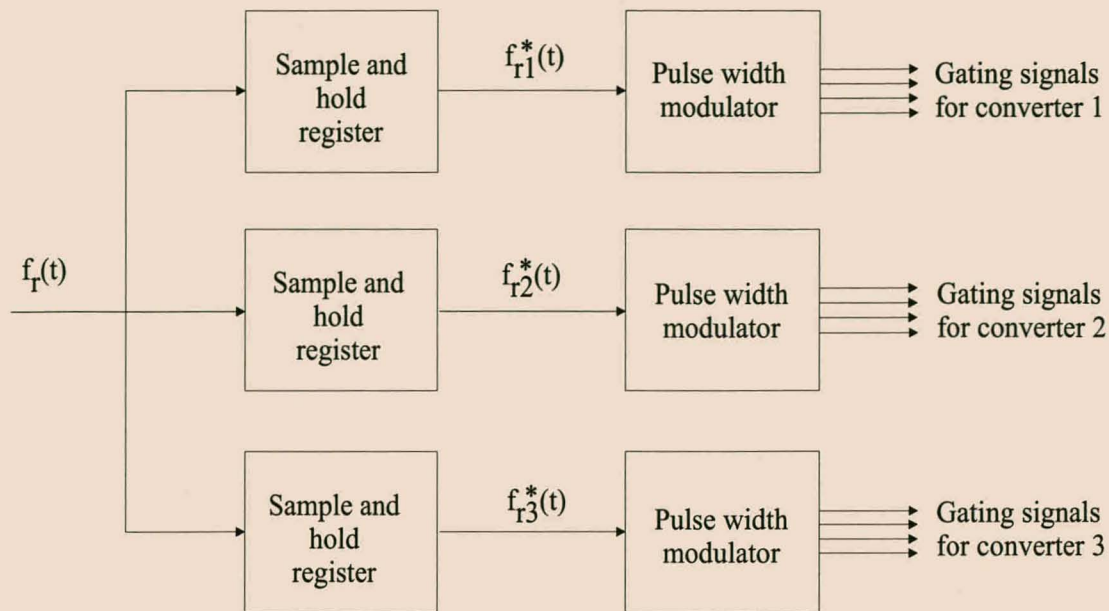 Sample and
hold
register
f*r1(t)
Pulse width
modulator
Gating signals
for converter 1
fr(t)
Sample and
hold
register
f*r2(t)
Pulse width
modulator
Gating signals
for converter 2
Sample and
hold
register
f*r3(t)
Pulse width
modulator
Gating signals
for converter 3